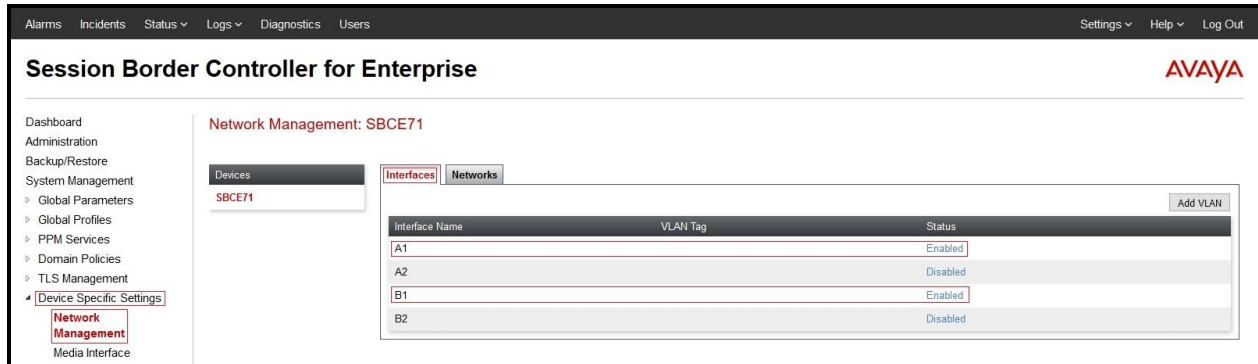 Alarms Incidents Status Logs Diagnostics Users Settings Help Log Out
Session Border Controller for Enterprise
AVAYA
Dashboard
Administration
Backup/Restore
System Management
Global Parameters
Global Profiles
PPM Services
Domain Policies
TLS Management
Device Specific Settings
Network
Management
Media Interface
Network Management: SBCE71
Devices
SBCE71
Interfaces Networks
Add VLAN
Interface Name VLAN Tag Status
A1 Enabled
A2 Disabled
B1 Enabled
B2 Disabled